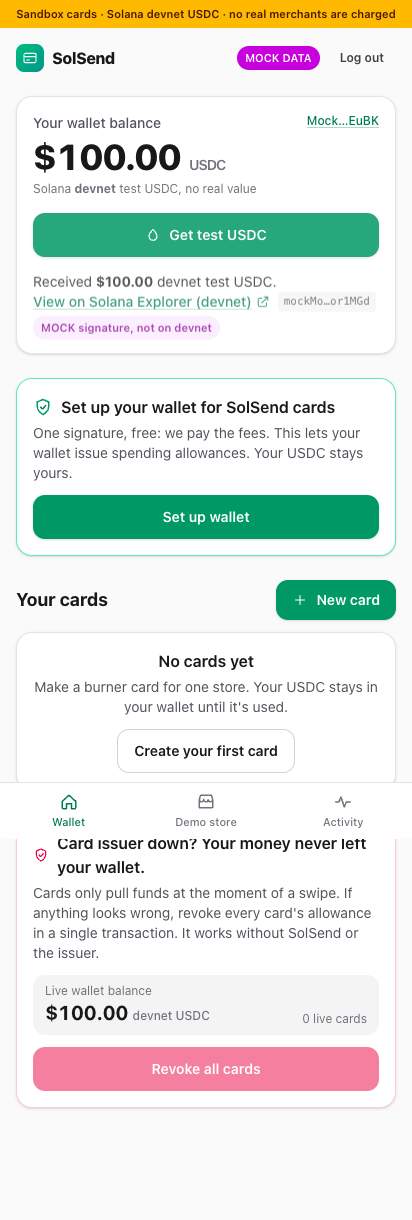 Sandbox cards · Solana devnet USDC · no real merchants are charged
SolSend
MOCK DATA
Log out
Your wallet balance
Mock…EuBK
$100.00 USDC
Solana devnet test USDC, no real value
Get test USDC
Received $100.00 devnet test USDC.
View on Solana Explorer (devnet)
mockMo…or1MGd
MOCK signature, not on devnet
Set up your wallet for SolSend cards
One signature, free: we pay the fees. This lets your
wallet issue spending allowances. Your USDC stays
yours.
Set up wallet
Your cards
New card
No cards yet
Make a burner card for one store. Your USDC stays in
your wallet until it's used.
Create your first card
Wallet
Demo store
Activity
Card issuer down? Your money never left
your wallet.
Cards only pull funds at the moment of a swipe. If
anything looks wrong, revoke every card's allowance
in a single transaction. It works without SolSend or
the issuer.
Live wallet balance
$100.00 devnet USDC
0 live cards
Revoke all cards